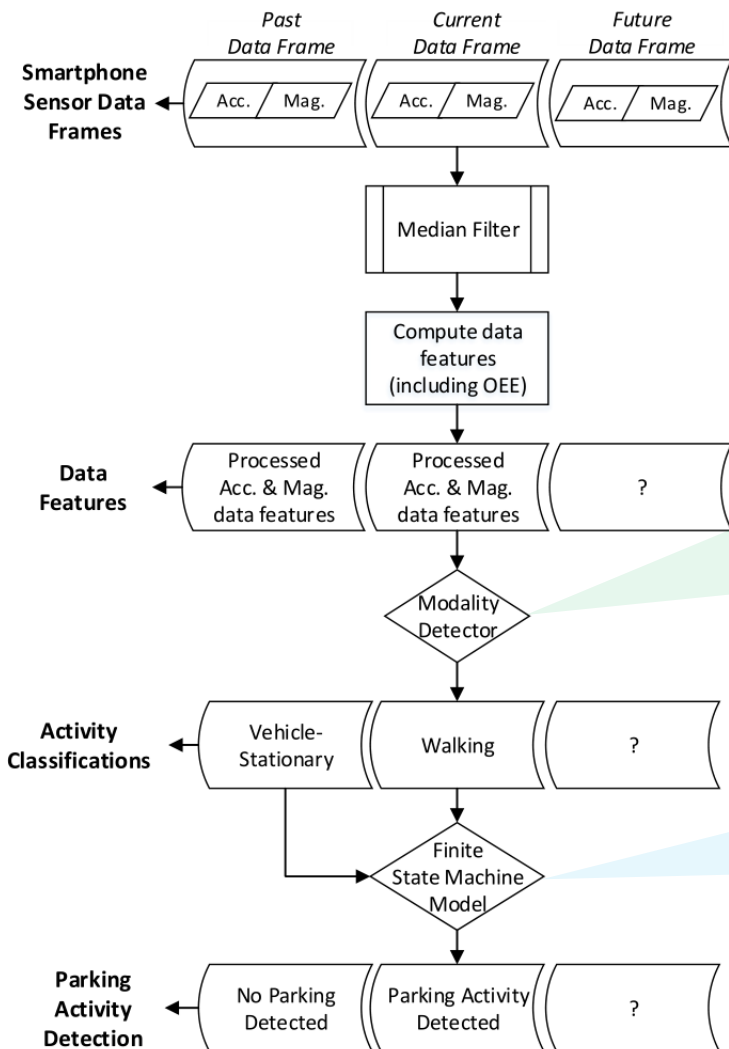 Past
Data Frame
Current
Data Frame
Future
Data Frame
Smartphone
Sensor Data
Frames
Acc. Mag.
Acc. Mag.
Acc. Mag.
Median Filter
Compute data
features
(including OEE)
Data
Features
Processed
Acc. & Mag.
data features
Processed
Acc. & Mag.
data features
?
Modality
Detector
Activity
Classifications
Vehicle-
Stationary
Walking
?
Finite
State Machine
Model
Parking
Activity
Detection
No Parking
Detected
Parking Activity
Detected
?